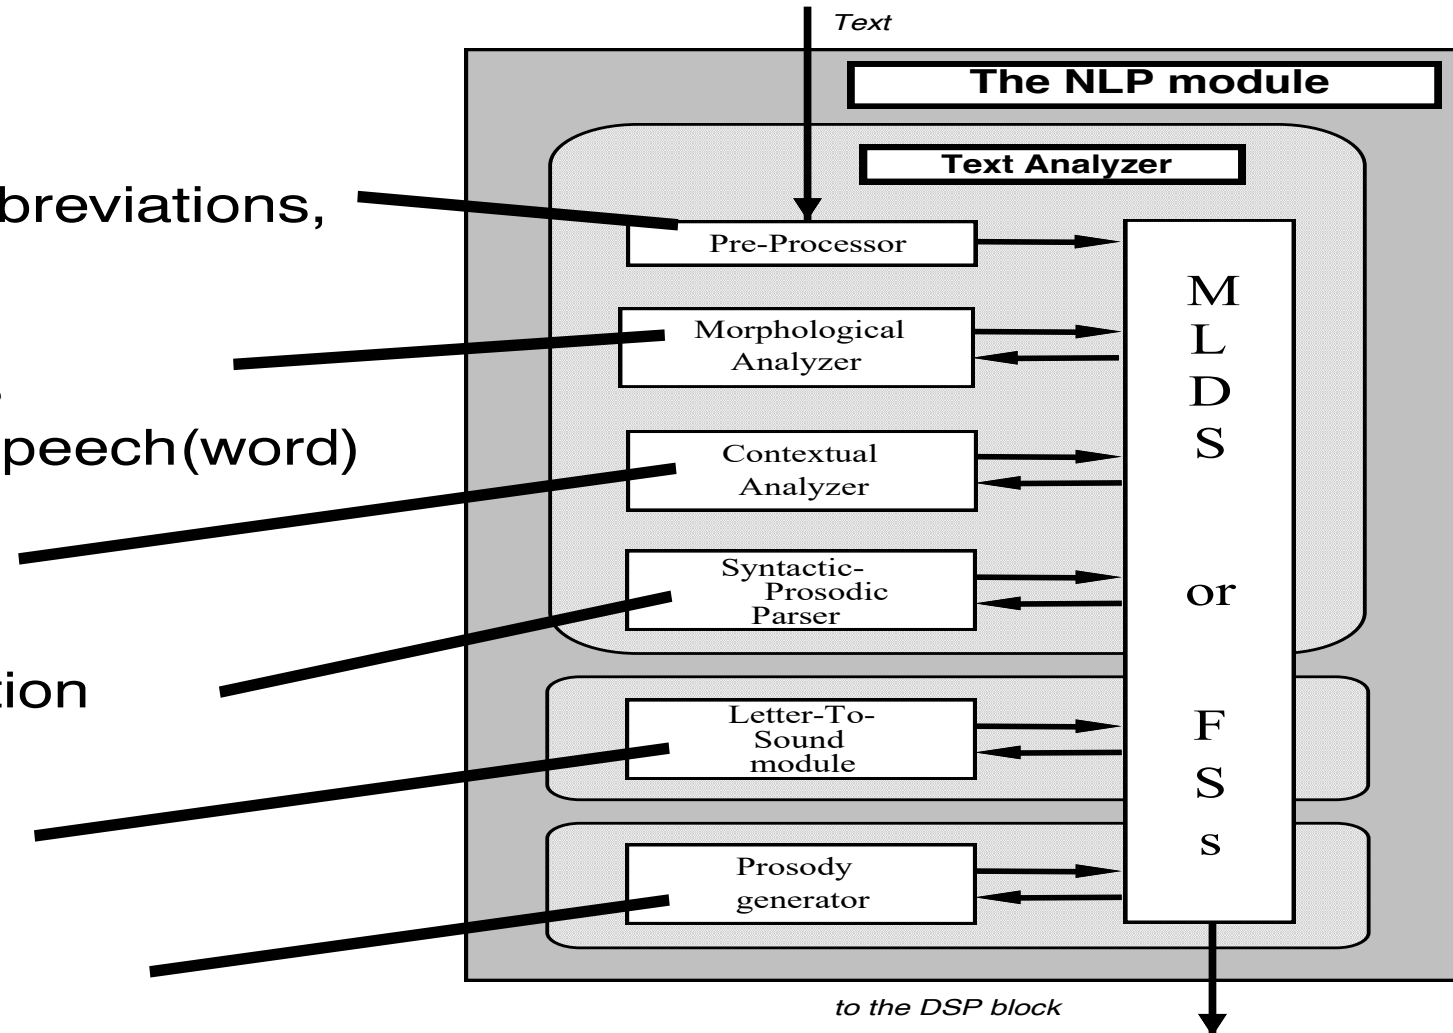 Text
The NLP module
Text Analyzer
breviations,
Pre-Processor
Morphological
Analyzer
peech(word)
Contextual
Analyzer
Syntactic-
Prosodic
Parser
tion
Letter-To-
Sound
module
Prosody
generator
M
L
D
S
or
F
S
s
to the DSP block